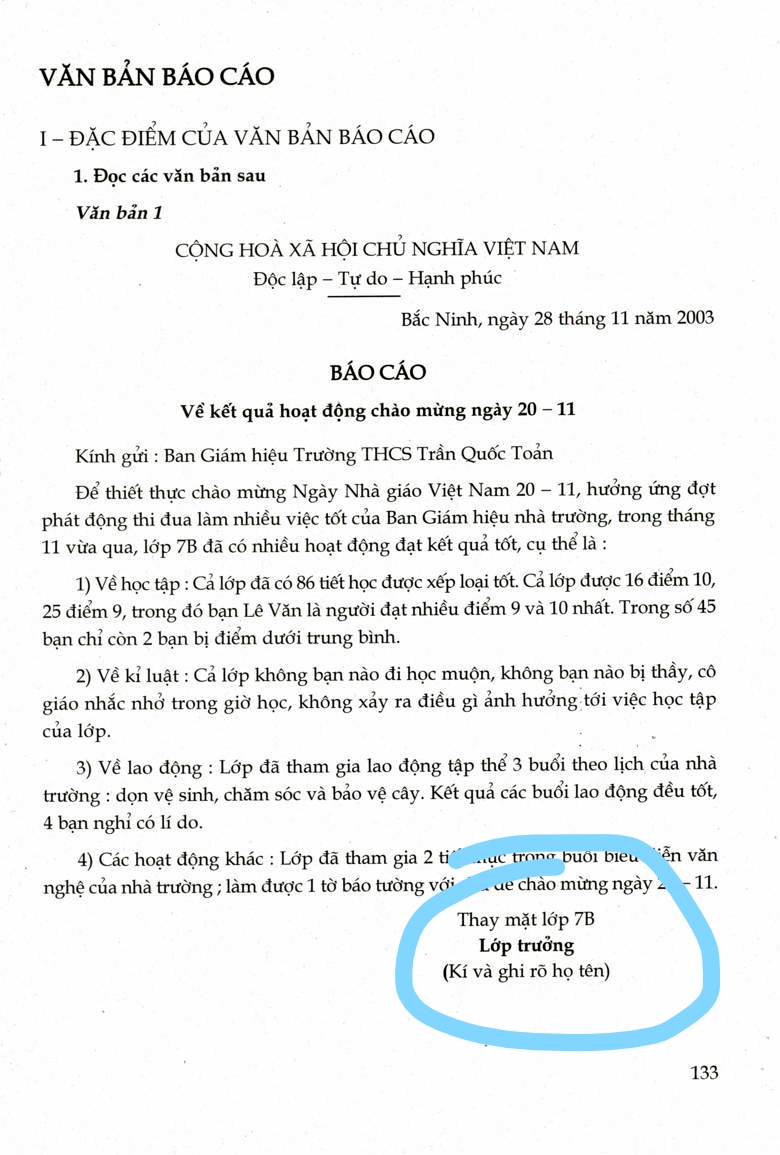 VĂN BẢN BÁO CÁO
I – ĐẶC ĐIỂM CỦA VĂN BẢN BÁO CÁO
1. Đọc các văn bản sau
Văn bản 1
CỘNG HOÀ XÃ HỘI CHỦ NGHĨA VIỆT NAM
Độc lập – Tự do – Hạnh phúc
Bắc Ninh, ngày 28 tháng 11 năm 2003
BÁO CÁO
Về kết quả hoạt động chào mừng ngày 20 – 11
Kính gửi : Ban Giám hiệu Trường THCS Trần Quốc Toản
Để thiết thực chào mừng Ngày Nhà giáo Việt Nam 20 – 11, hưởng ứng đợt
phát động thi đua làm nhiều việc tốt của Ban Giám hiệu nhà trường, trong tháng
11 vừa qua, lớp 7B đã có nhiều hoạt động đạt kết quả tốt, cụ thể là :
1) Về học tập : Cả lớp đã có 86 tiết học được xếp loại tốt. Cả lớp được 16 điểm 10,
25 điểm 9, trong đó bạn Lê Văn là người đạt nhiều điểm 9 và 10 nhất. Trong số 45
bạn chỉ còn 2 bạn bị điểm dưới trung bình.
2) Về kỉ luật : Cả lớp không bạn nào đi học muộn, không bạn nào bị thầy, cô
giáo nhắc nhở trong giờ học, không xảy ra điều gì ảnh hưởng tới việc học tập
của lớp.
3) Về lao động : Lớp đã tham gia lao động tập thể 3 buổi theo lịch của nhà
trường : dọn vệ sinh, chăm sóc và bảo vệ cây. Kết quả các buổi lao động đều tốt,
4 bạn nghỉ có lí do.
4) Các hoạt động khác : Lớp đã tham gia 2 trong buổi biểu diễn văn
nghệ của nhà trường ; làm được 1 tờ báo tường với đề chào mừng ngày – 11.
Thay mặt lớp 7B
Lớp trưởng
(Kí và ghi rõ họ tên)
133